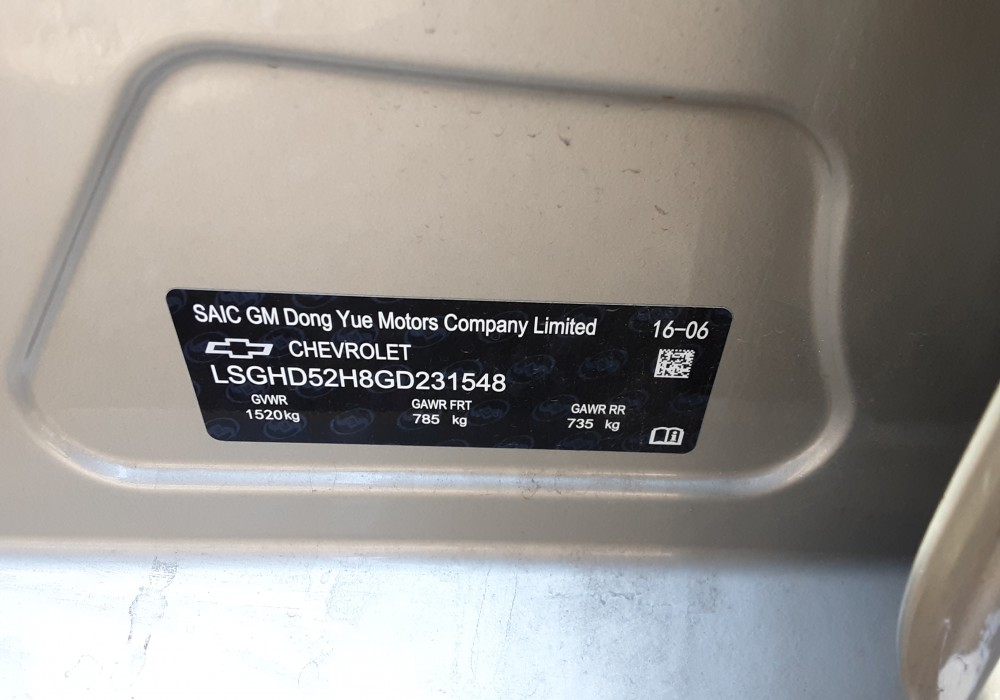 SAIC GM Dong Yue Motors Company Limited 16-06
CHEVROLET
LSGHD52H8GD231548
GVWR GAWR FRT GAWR RR
1520kg 785 kg 735 kg